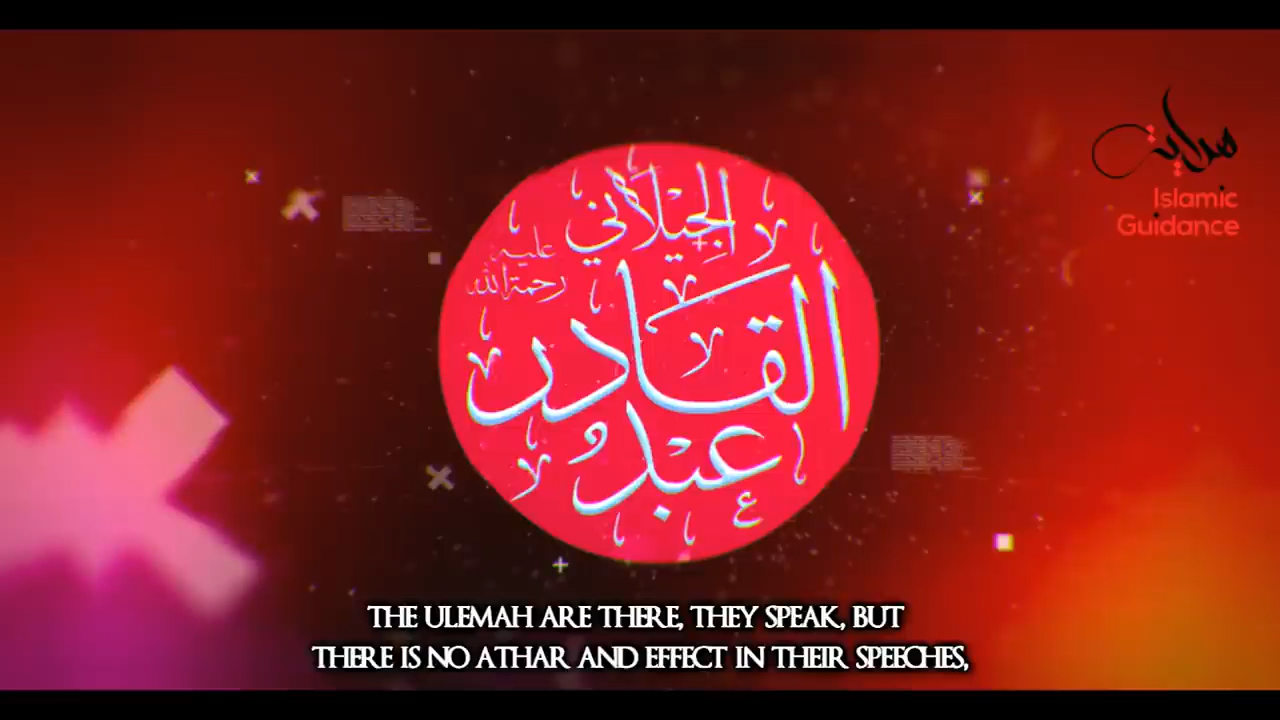 هداية
Islamic
Guidance
الجيلاني
عليه
رحمة الله
القادر
عبد
THE ULEMAH ARE THERE, THEY SPEAK, BUT
THERE IS NO ATHAR AND EFFECT IN THEIR SPEECHES,